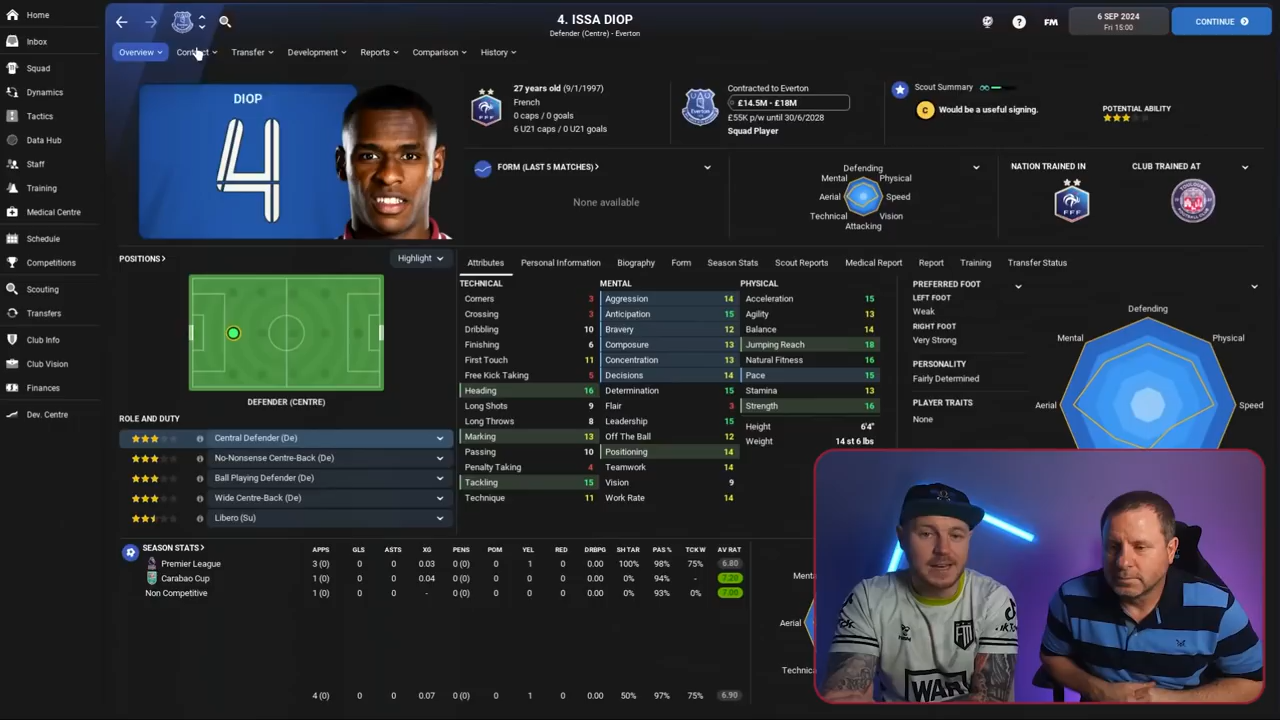 Home
Inbox
Squad
Dynamics
Tactics
Data Hub
Staff
Training
Medical Centre
Schedule
Competitions
Scouting
Transfers
Club Info
Club Vision
Finances
Dev. Centre
4. ISSA DIOP
Defender (Centre) - Everton
FM
6 SEP 2024
Fri 15:00
CONTINUE
Overview
Contract
Transfer
Development
Reports
Comparison
History
DIOP
4
27 years old (9/1/1997)
French
0 caps / 0 goals
6 U21 caps / 0 U21 goals
Contracted to Everton
£14.5M - £18M
£55K p/w until 30/6/2028
Squad Player
Scout Summary
C Would be a useful signing.
POTENTIAL ABILITY
FORM (LAST 5 MATCHES)
None available
Defending
Mental Physical
Aerial Speed
Technical Vision
Attacking
NATION TRAINED IN
FFF
CLUB TRAINED AT
POSITIONS
Highlight
DEFENDER (CENTRE)
ROLE AND DUTY
Central Defender (De)
No-Nonsense Centre-Back (De)
Ball Playing Defender (De)
Wide Centre-Back (De)
Libero (Su)
Attributes Personal Information Biography Form Season Stats Scout Reports Medical Report Report Training Transfer Status
TECHNICAL
Corners 3
Crossing 3
Dribbling 10
Finishing 6
First Touch 11
Free Kick Taking 5
Heading 16
Long Shots 9
Long Throws 8
Marking 13
Passing 10
Penalty Taking 4
Tackling 15
Technique 11
MENTAL
Aggression 14
Anticipation 15
Bravery 12
Composure 13
Concentration 13
Decisions 14
Determination 15
Flair 3
Leadership 15
Off The Ball 12
Positioning 14
Teamwork 14
Vision 9
Work Rate 14
PHYSICAL
Acceleration 15
Agility 13
Balance 14
Jumping Reach 18
Natural Fitness 16
Pace 15
Stamina 13
Strength 16
Height 6'4"
Weight 14 st 6 lbs
PREFERRED FOOT
LEFT FOOT
Weak
RIGHT FOOT
Very Strong
PERSONALITY
Fairly Determined
PLAYER TRAITS
None
Defending
Mental Physical
Aerial Speed
SEASON STATS APPS GLS ASTS XG PENS POM YEL RED DRBPG SH TAR PAS % TCK W AV RAT
Premier League 3 (0) 0 0 0.03 0 (0) 0 1 0 0.00 100% 98% 75% 6.80
Carabao Cup 1 (0) 0 0 0.04 0 (0) 0 0 0 0.00 0% 94% - 7.20
Non Competitive 1 (0) 0 0 - 0 (0) 0 0 0 0.00 0% 93% 0% 7.00
4 (0) 0 0 0.07 0 (0) 0 1 0 0.00 50% 97% 75% 6.90
Aerial
WAR